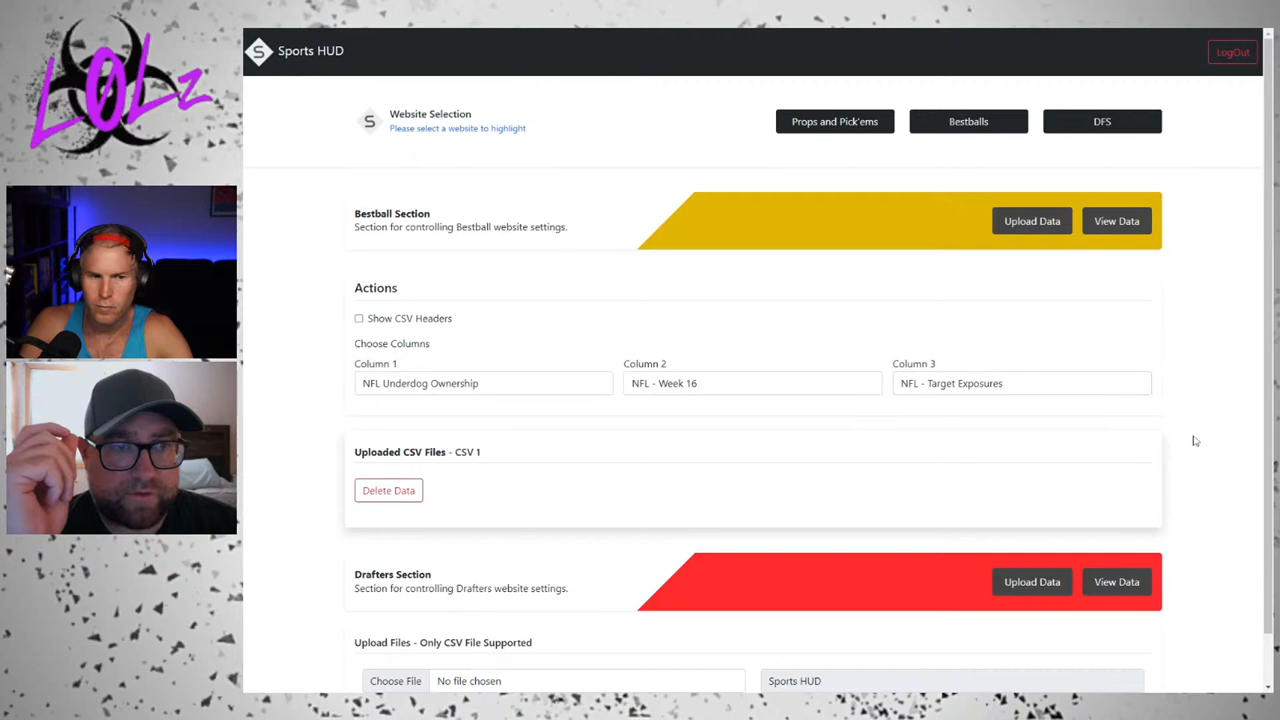 LOLz
S Sports HUD
LogOut
S
Website Selection
Please select a website to highlight
Props and Pick'ems
Bestballs
DFS
Bestball Section
Section for controlling Bestball website settings.
Upload Data
View Data
Actions
Show CSV Headers
Choose Columns
Column 1
Column 2
Column 3
NFL Underdog Ownership
NFL - Week 16
NFL - Target Exposures
Uploaded CSV Files - CSV 1
Delete Data
Drafters Section
Section for controlling Drafters website settings.
Upload Data
View Data
Upload Files - Only CSV File Supported
Choose File
No file chosen
Sports HUD